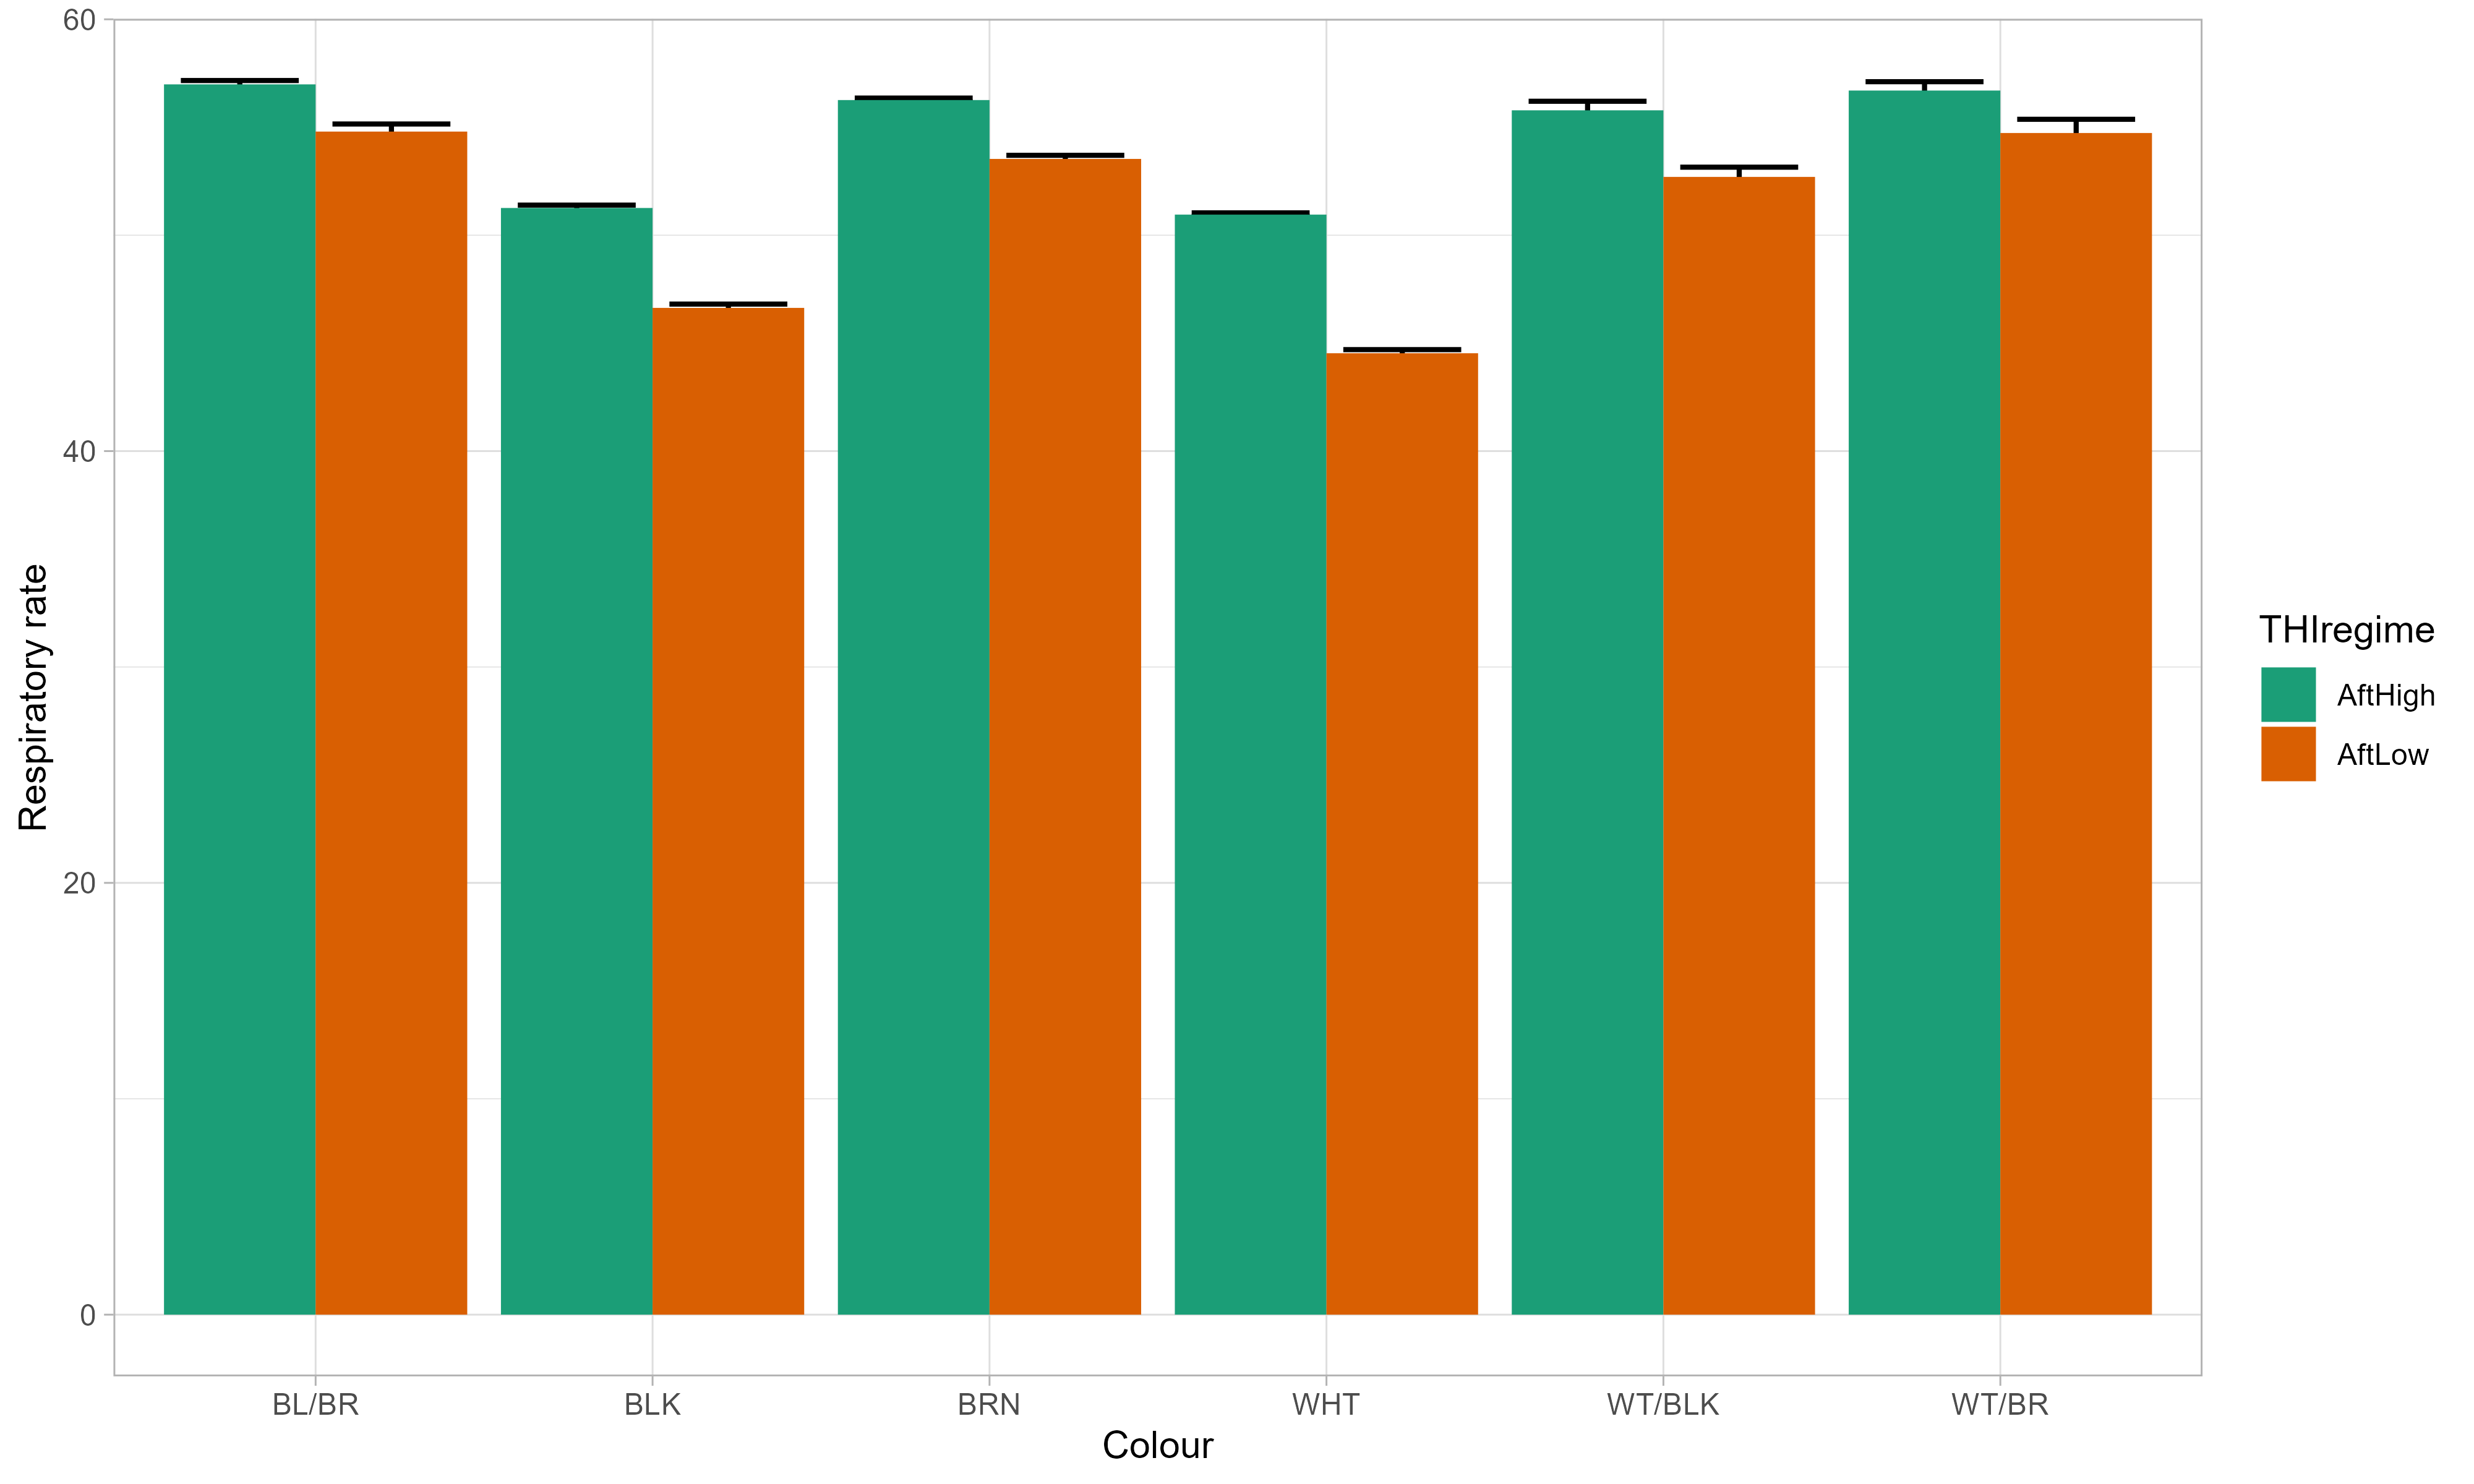 60
40
20
0
Respiratory rate
BL/BR BLK BRN WHT WT/BLK WT/BR
Colour
THIregime
AftHigh
AftLow